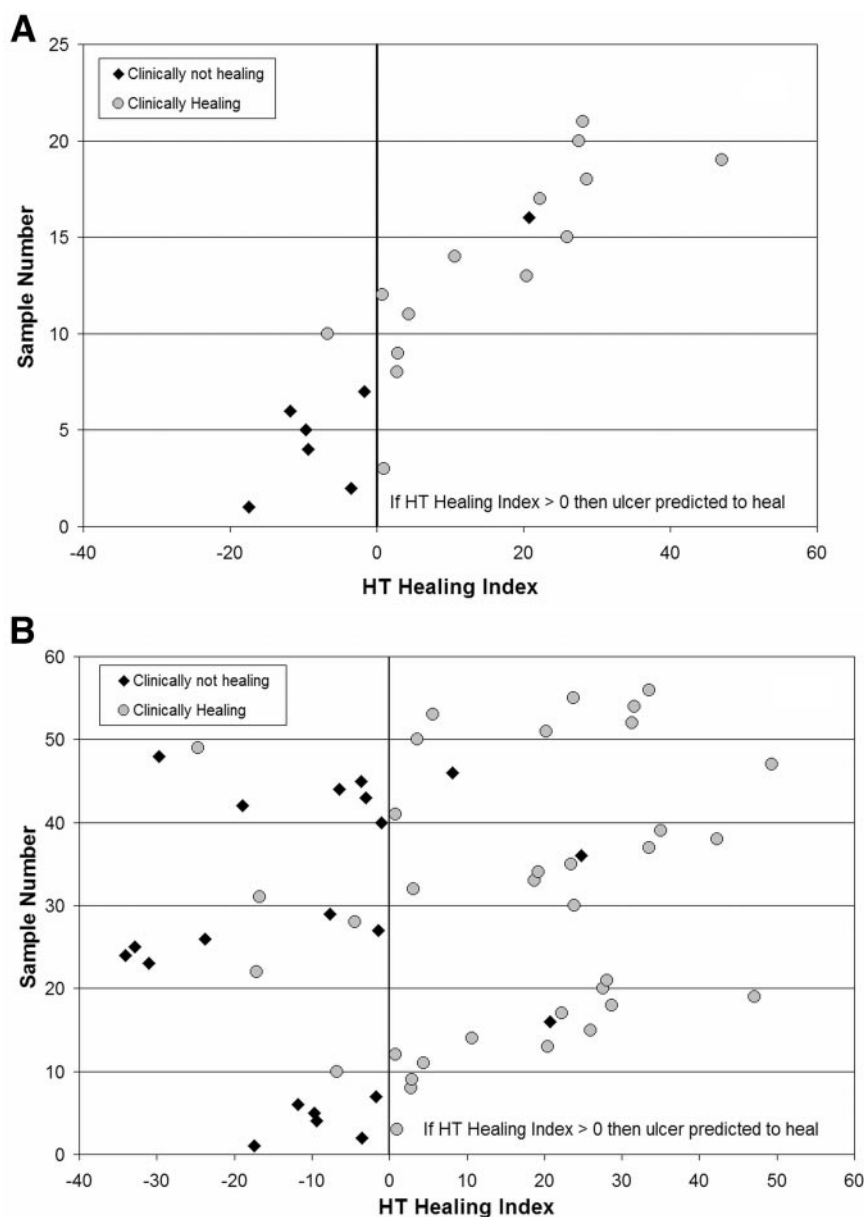 A
25
Clinically not healing
Clinically Healing
20
15
10
5
0
Sample Number
If HT Healing Index > 0 then ulcer predicted to heal
-40 -20 0 20 40 60
HT Healing Index
B
60
Clinically not healing
Clinically Healing
50
40
30
20
10
0
Sample Number
If HT Healing Index > 0 then ulcer predicted to heal
-40 -30 -20 -10 0 10 20 30 40 50 60
HT Healing Index